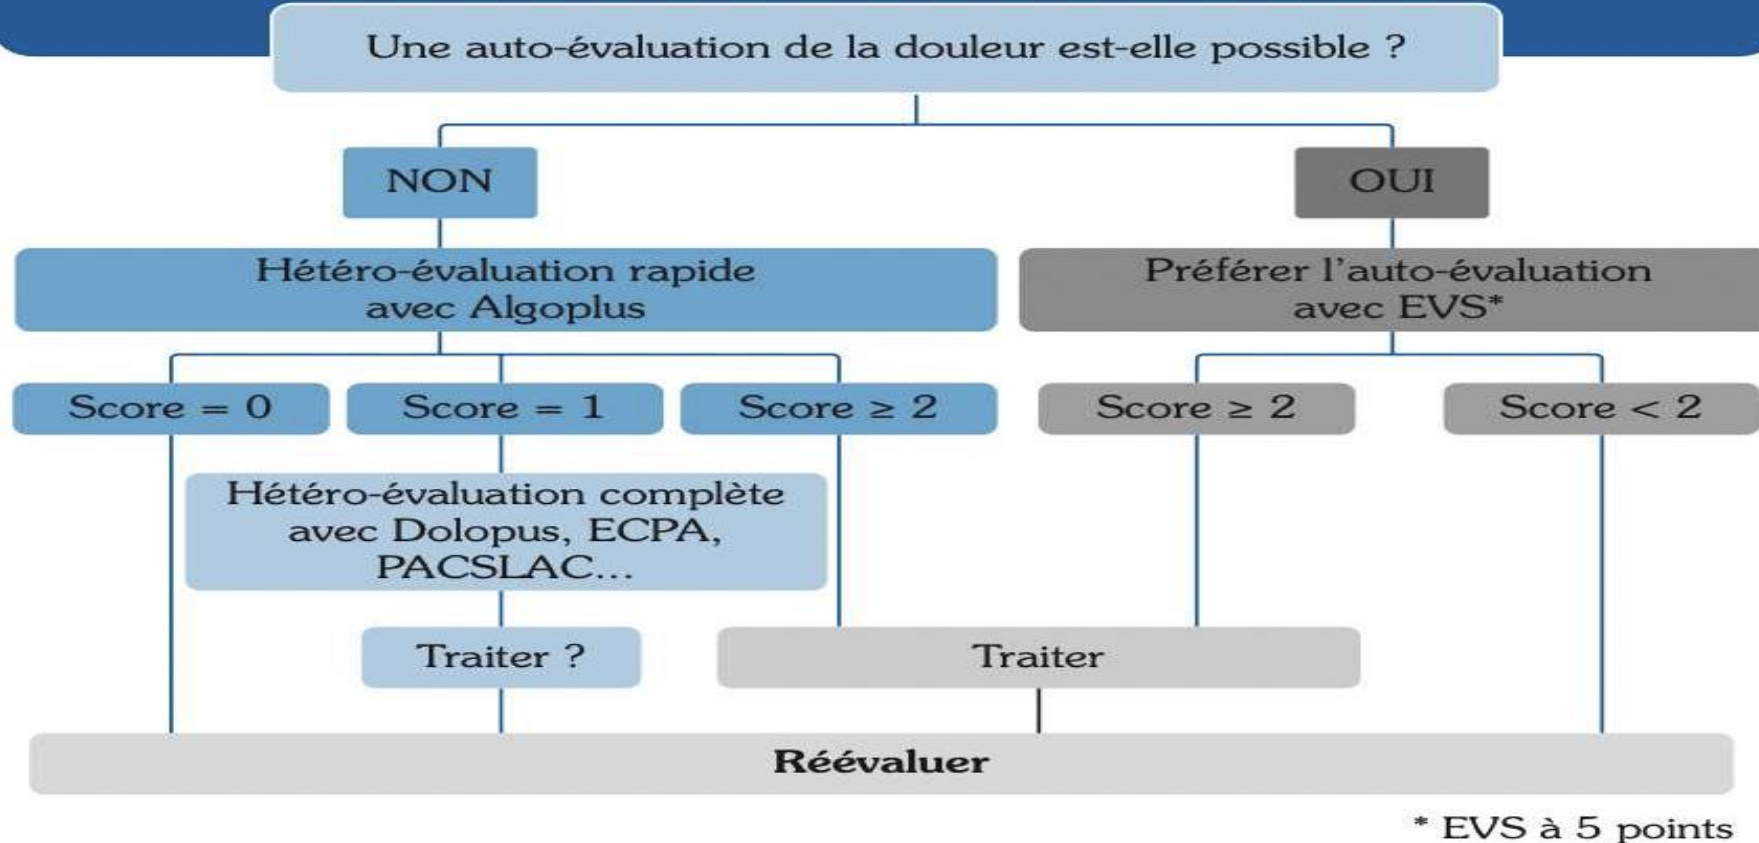 Une auto-évaluation de la douleur est-elle possible ?
NON
OUI
Hétéro-évaluation rapide
avec Algoplus
Préférer l'auto-évaluation
avec EVS*
Score = 0
Score = 1
Score ≥ 2
Score ≥ 2
Score < 2
Hétéro-évaluation complète
avec Dolopus, ECPA,
PACSLAC...
Traiter ?
Traiter
Réévaluer
* EVS à 5 points